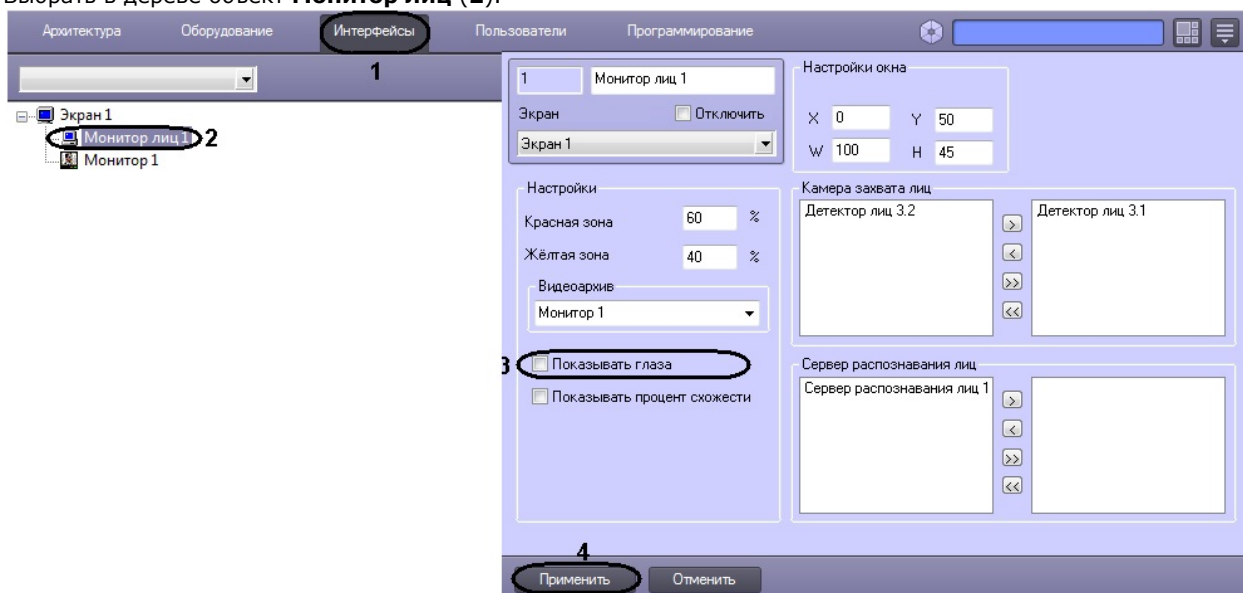 Выбрать в дереве объект Монитор лиц (2).
Архитектура Оборудование Интерфейсы Пользователи Программирование
1
Экран 1
Монитор лиц 1 2
Монитор 1
1 Монитор лиц 1
Экран Отключить
Экран 1
Настройки окна
X 0 Y 50
W 100 H 45
Настройки
Красная зона 60 %
Жёлтая зона 40 %
Видеоархив
Монитор 1
3 Показывать глаза
Показывать процент схожести
Камера захвата лиц
Детектор лиц 3.2 > Детектор лиц 3.1
<
>>
<<
Сервер распознавания лиц
Сервер распознавания лиц 1 >
<
>>
<<
4
Применить Отменить